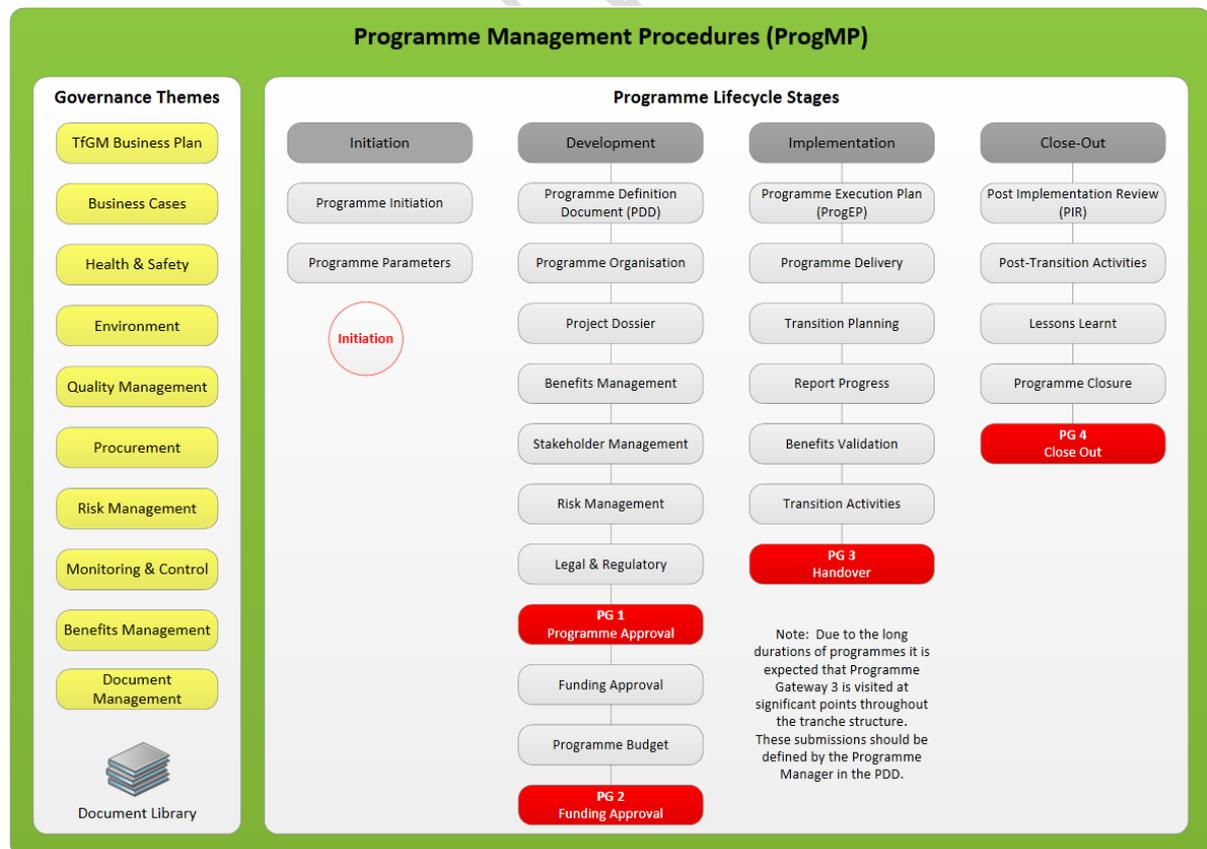 Programme Management Procedures (ProgMP)
Governance Themes
TfGM Business Plan
Business Cases
Health & Safety
Environment
Quality Management
Procurement
Risk Management
Monitoring & Control
Benefits Management
Document
Management
Document Library
Programme Lifecycle Stages
Initiation
Programme Initiation
Programme Parameters
Initiation
Development
Programme Definition
Document (PDD)
Programme Organisation
Project Dossier
Benefits Management
Stakeholder Management
Risk Management
Legal & Regulatory
PG 1
Programme Approval
Funding Approval
Programme Budget
PG 2
Funding Approval
Implementation
Programme Execution Plan
(ProgEP)
Programme Delivery
Transition Planning
Report Progress
Benefits Validation
Transition Activities
PG 3
Handover
Note: Due to the long
durations of programmes it is
expected that Programme
Gateway 3 is visited at
significant points throughout
the tranche structure.
These submissions should be
defined by the Programme
Manager in the PDD.
Close-Out
Post Implementation Review
(PIR)
Post-Transition Activities
Lessons Learnt
Programme Closure
PG 4
Close Out